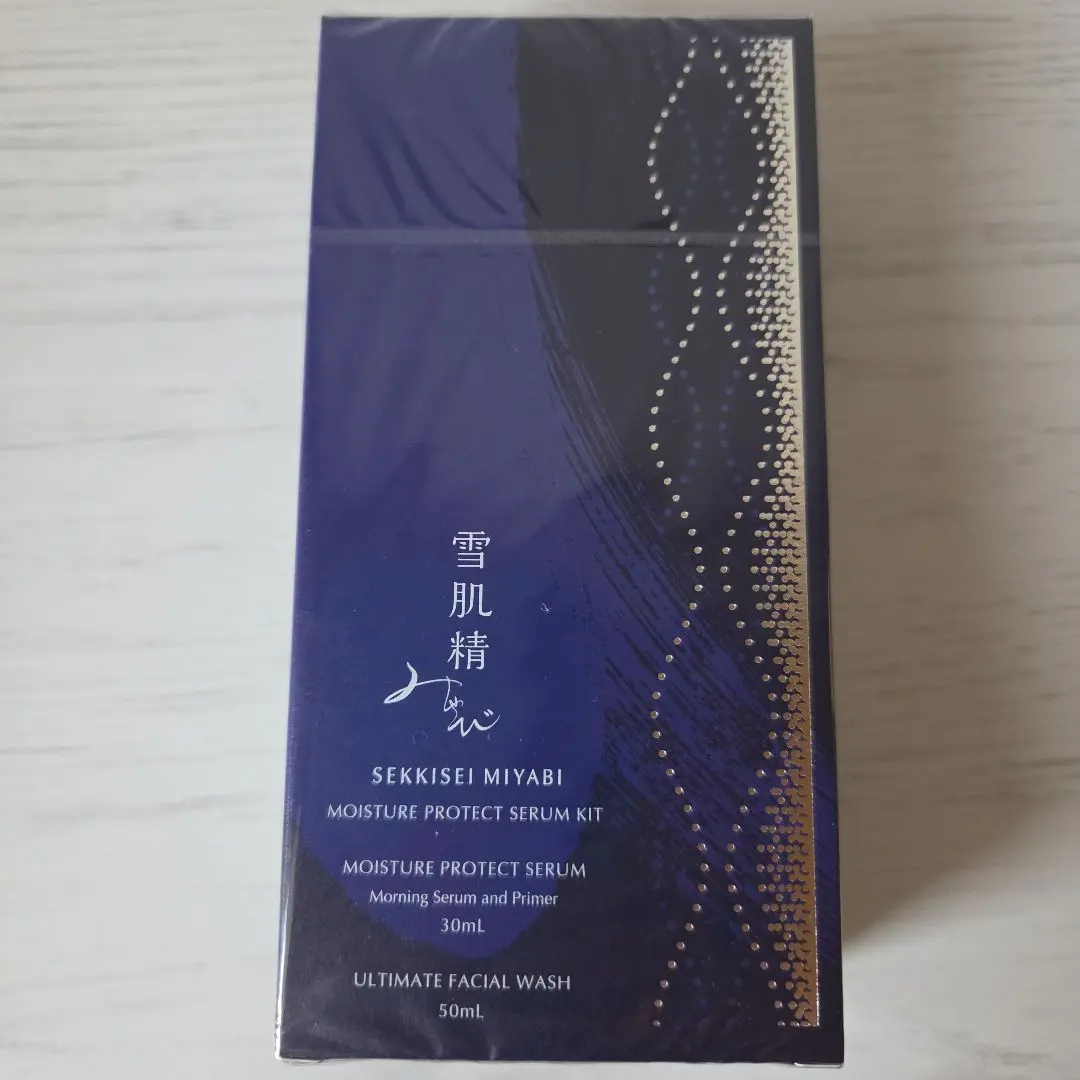 雪肌精
みやび
SEKKISEI MIYABI
MOISTURE PROTECT SERUM KIT
MOISTURE PROTECT SERUM
Morning Serum and Primer
30mL
ULTIMATE FACIAL WASH
50mL